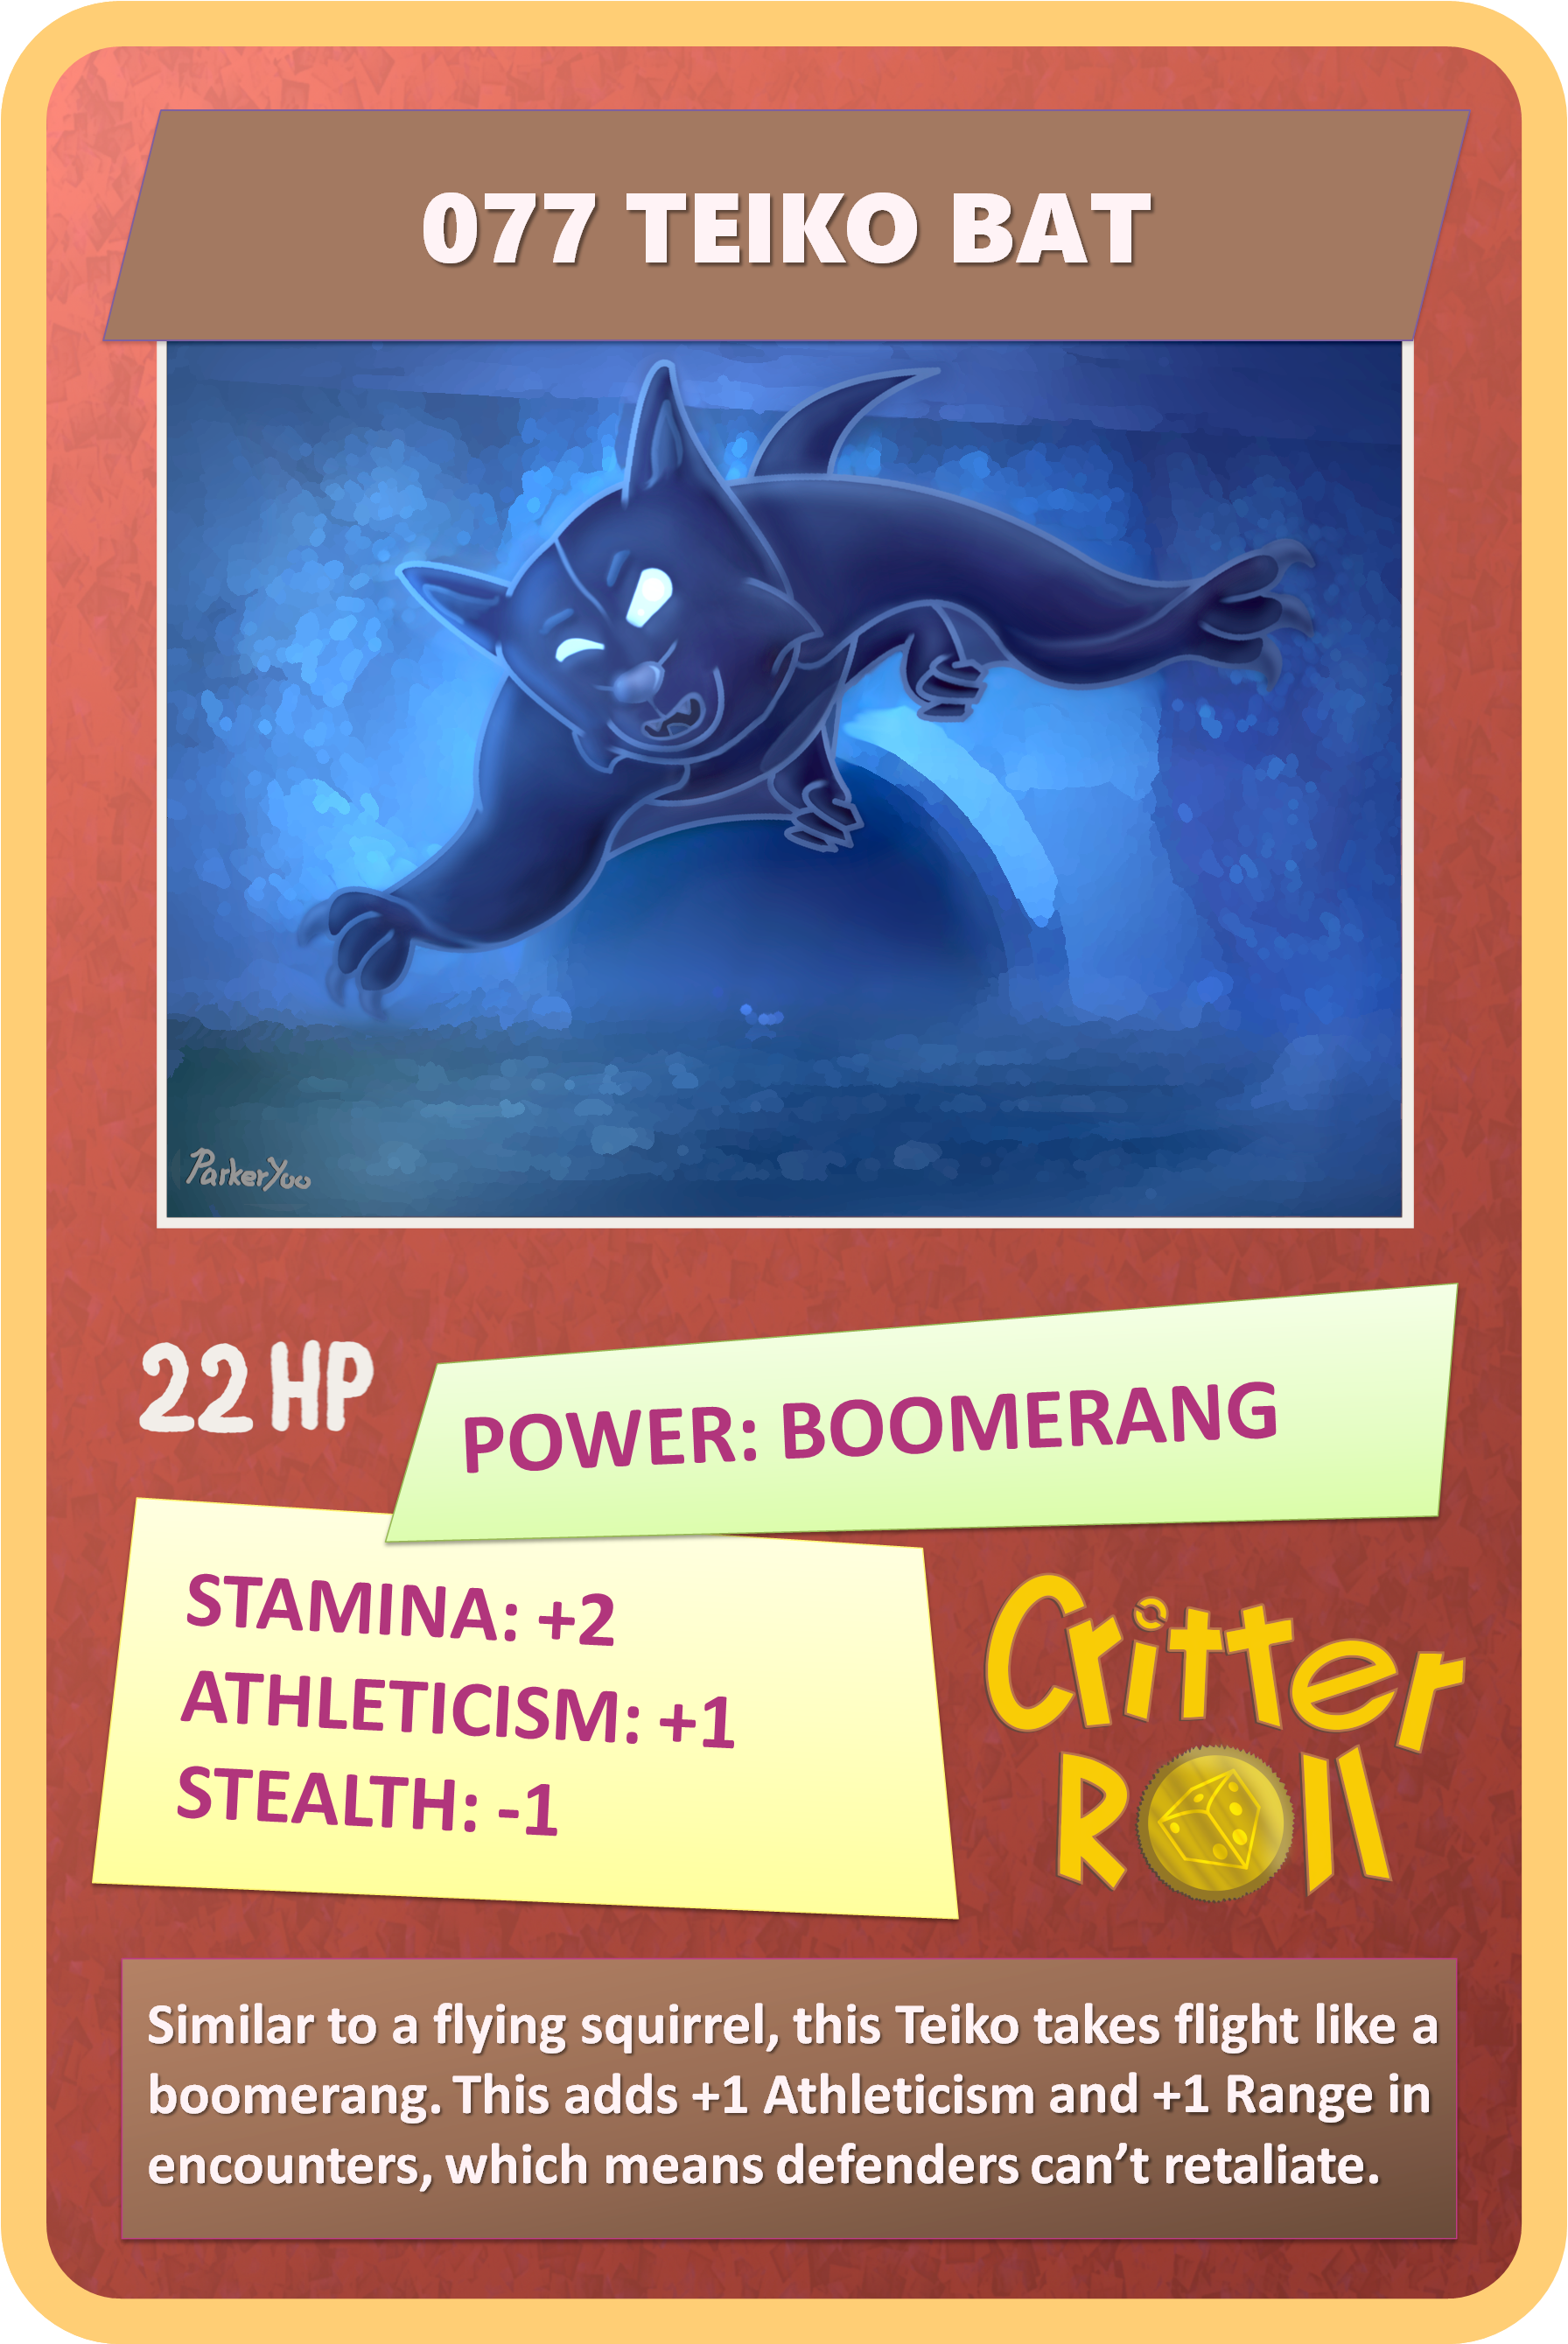 077 TEIKO BAT
ParkerYoo
22 HP
POWER: BOOMERANG
STAMINA: +2
ATHLETICISM: +1
STEALTH: -1
Critter
Roll
Similar to a flying squirrel, this Teiko takes flight like a
boomerang. This adds +1 Athleticism and +1 Range in
encounters, which means defenders can’t retaliate.